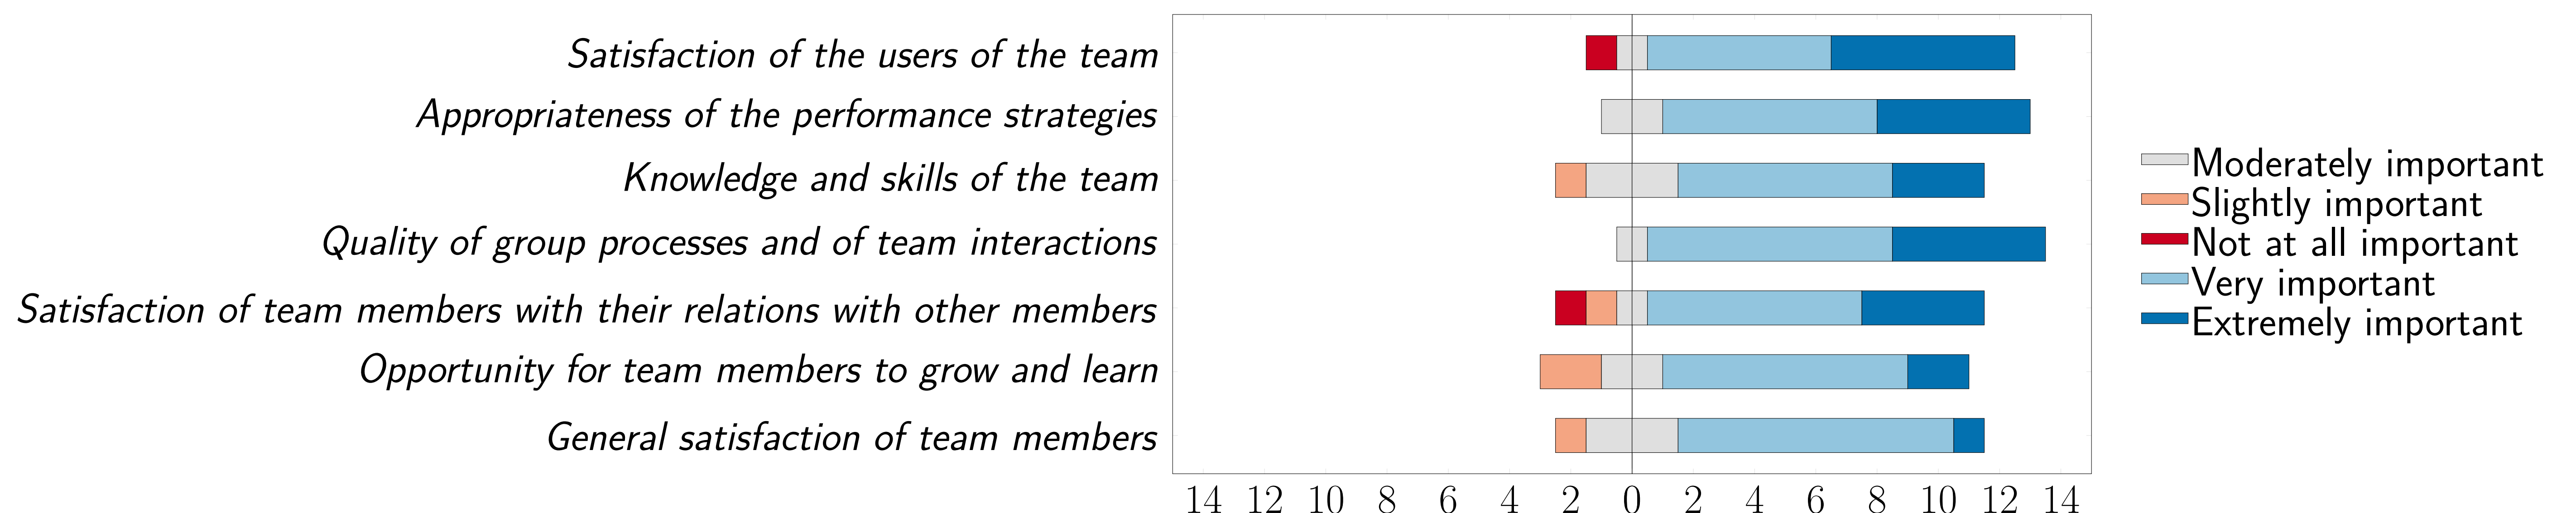 Satisfaction of the users of the team
Appropriateness of the performance strategies
Knowledge and skills of the team
Quality of group processes and of team interactions
Satisfaction of team members with their relations with other members
Opportunity for team members to grow and learn
General satisfaction of team members
14 12 10 8 6 4 2 0 2 4 6 8 10 12 14
Moderately important
Slightly important
Not at all important
Very important
Extremely important